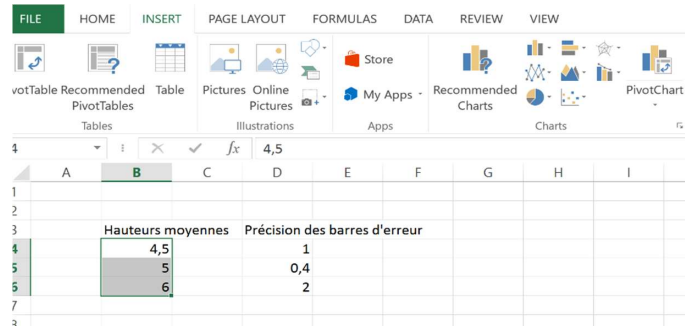 FILE HOME INSERT PAGE LAYOUT FORMULAS DATA REVIEW VIEW
Store
votTable Recommended Table Pictures Online My Apps Recommended PivotChart
PivotTables Pictures Charts
Tables Illustrations Apps Charts
4 fx 4,5
A B C D E F G H I
1
2
3 Hauteurs moyennes Précision des barres d'erreur
4 4,5 1
5 5 0,4
6 6 2
7
8